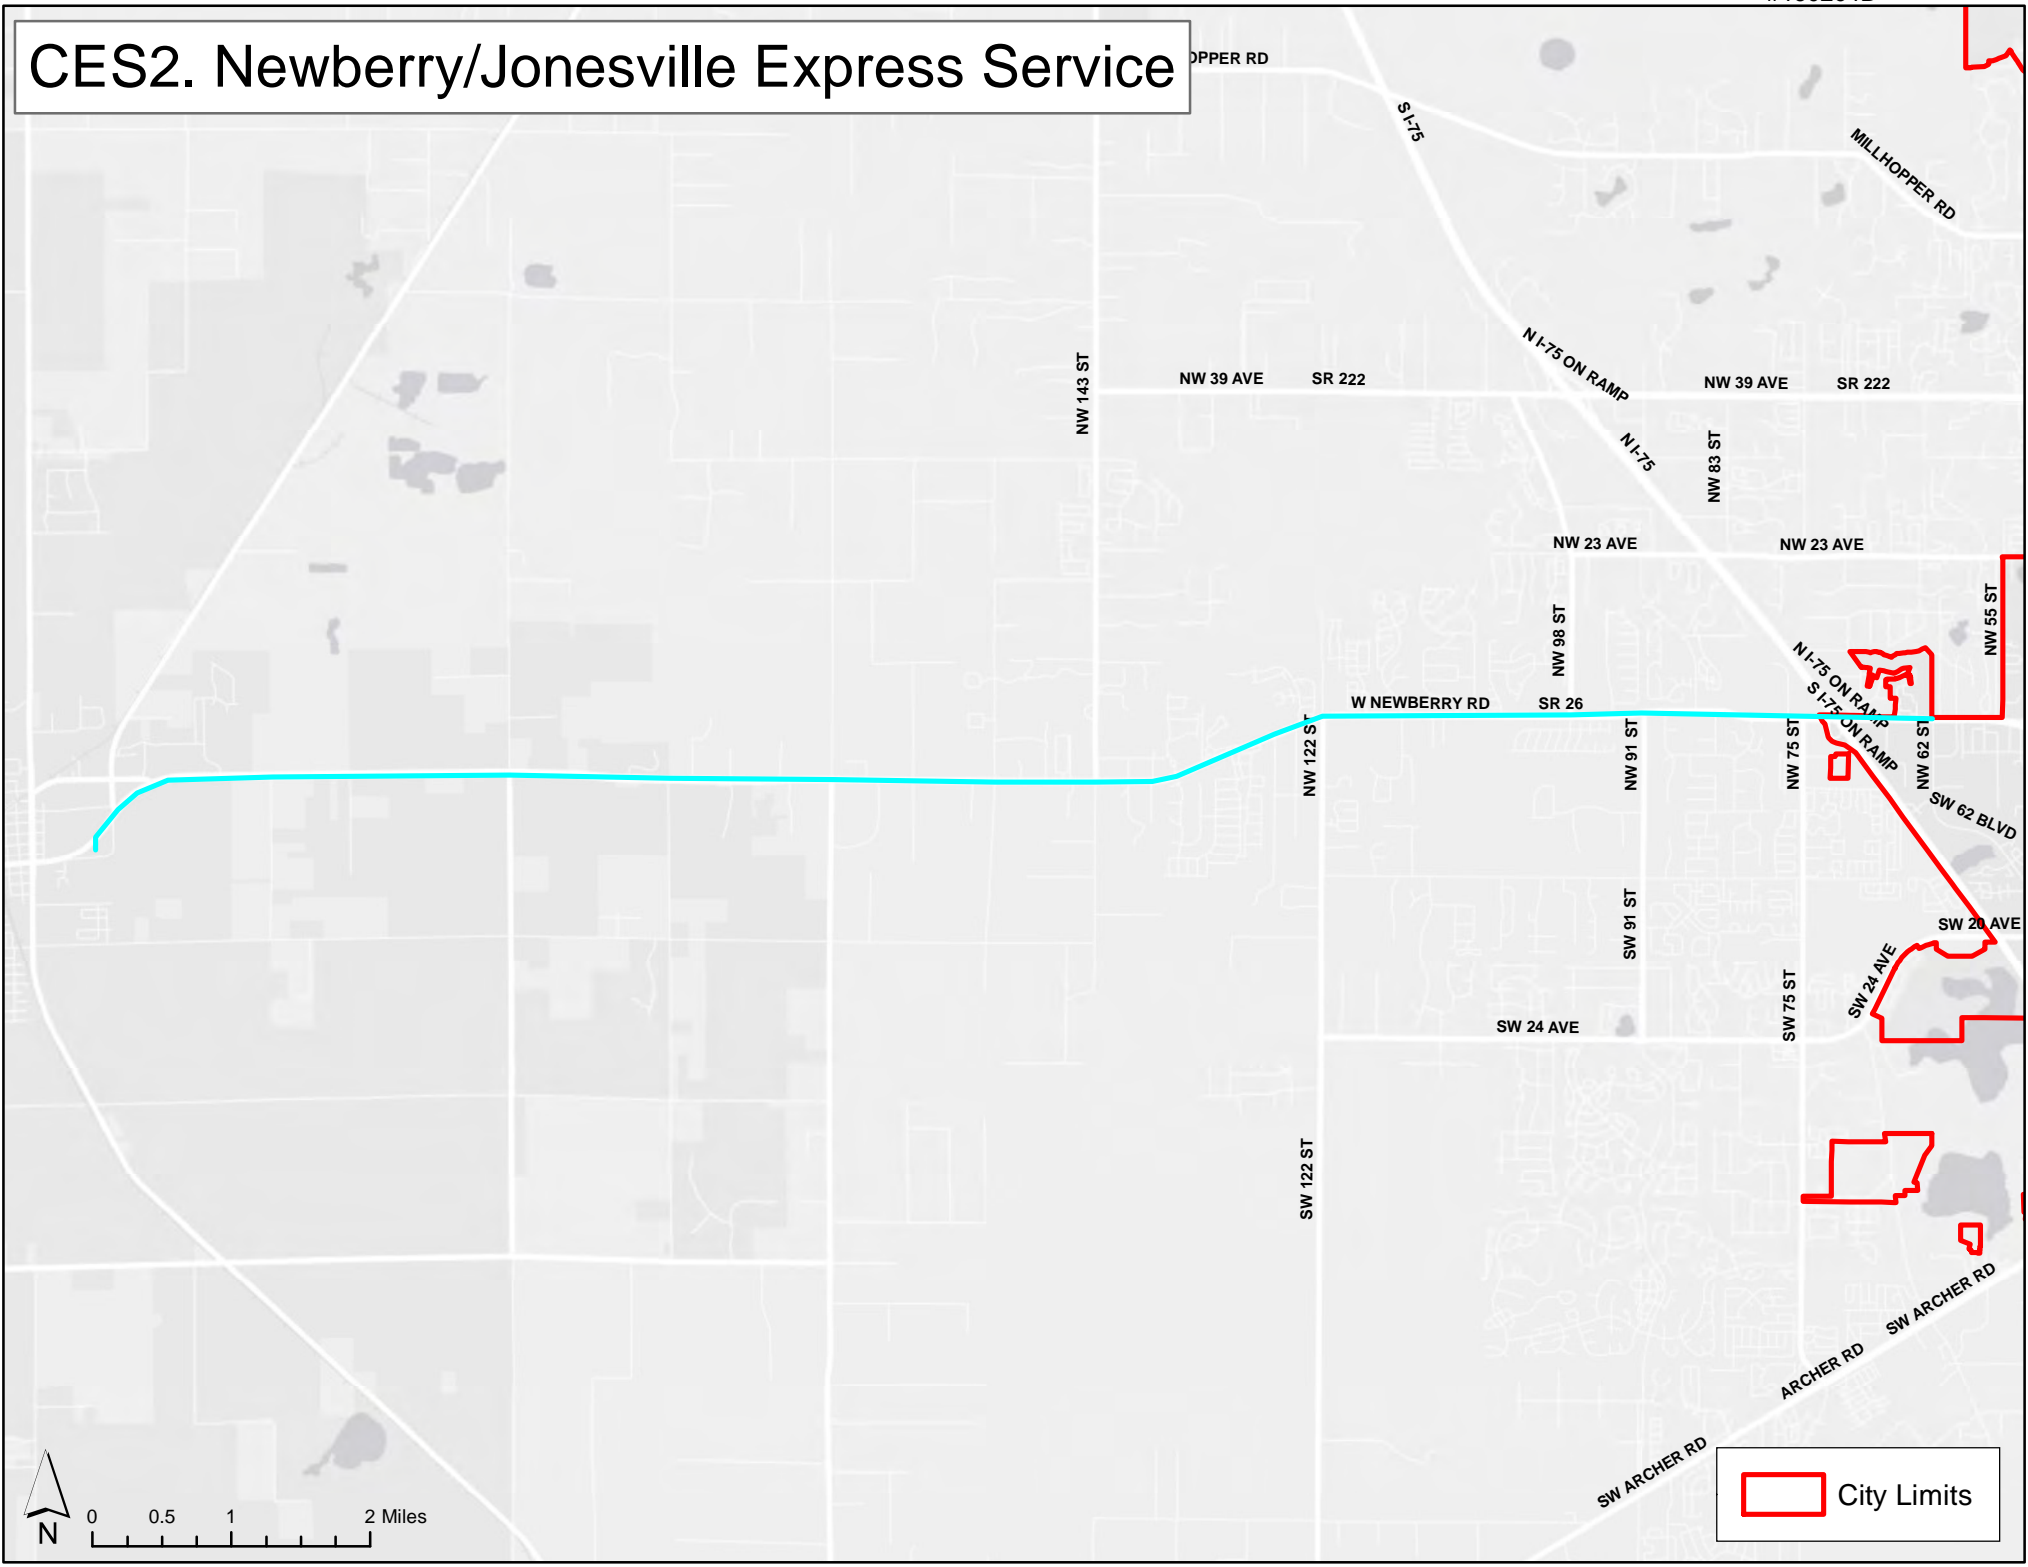 CES2. Newberry/Jonesville Express Service
OPPER RD
S I-75
MILLHOPPER RD
N I-75 ON RAMP
NW 143 ST
NW 39 AVE
SR 222
NW 39 AVE
SR 222
N I-75
NW 83 ST
NW 23 AVE
NW 23 AVE
NW 98 ST
NW 55 ST
N I-75 ON RAMP
S I-75 ON RAMP
W NEWBERRY RD
SR 26
NW 122 ST
NW 91 ST
NW 75 ST
NW 62 ST
SW 62 BLVD
SW 91 ST
SW 20 AVE
SW 24 AVE
SW 75 ST
SW 24 AVE
SW 122 ST
SW ARCHER RD
ARCHER RD
SW ARCHER RD
City Limits
N
0 0.5 1 2 Miles